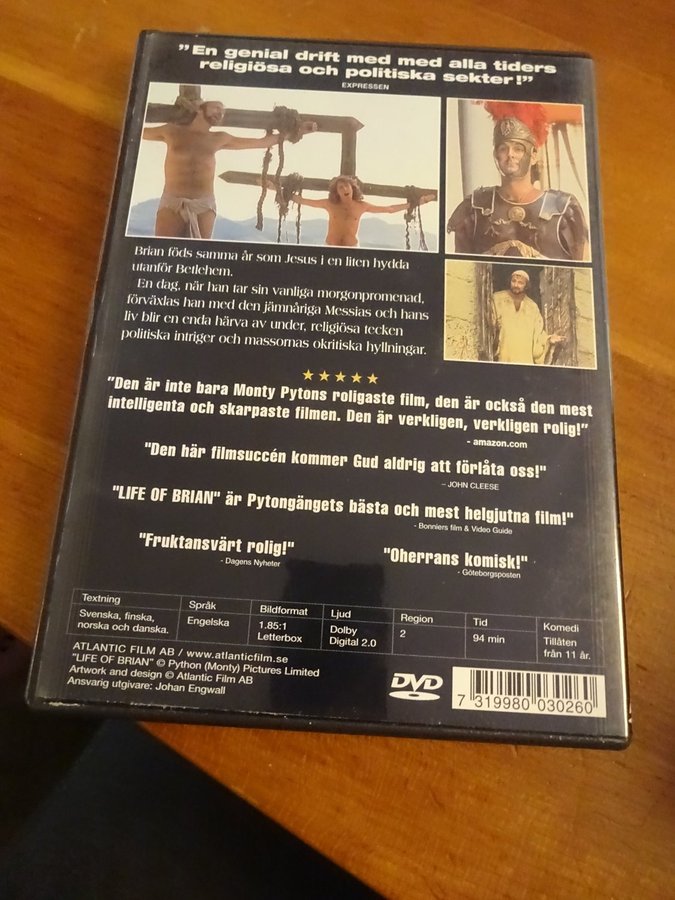 ”En genial drift med med alla tiders
religiösa och politiska sekter!”
EXPRESSEN
Brian föds samma år som Jesus i en liten hydda
utanför Betlehem.
En dag, när han tar sin vanliga morgonpromenad,
förväxlas han med den jämnåriga Messias och hans
liv blir en enda härva av under, religiösa tecken
politiska intriger och massornas okritiska hyllningar.
”Den är inte bara Monty Pytons roligaste film, den är också den mest
intelligenta och skarpaste filmen. Den är verkligen, verkligen rolig!”
- amazon.com
"Den här filmsuccén kommer Gud aldrig att förlåta oss!"
– JOHN CLEESE
"LIFE OF BRIAN" är Pytongängets bästa och mest helgjutna film!"
- Bonniers film & Video Guide
"Fruktansvärt rolig!"
- Dagens Nyheter
"Oherrans komisk!"
- Göteborgsposten
Textning
Svenska, finska,
norska och danska.
Språk
Engelska
Bildformat
1.85:1
Letterbox
Ljud
Dolby
Digital 2.0
Region
2
Tid
94 min
Komedi
Tillåten
från 11 år.
ATLANTIC FILM AB / www.atlanticfilm.se
"LIFE OF BRIAN" © Python (Monty) Pictures Limited
Artwork and design © Atlantic Film AB
Ansvarig utgivare: Johan Engwall
DVD
7 319980 030260